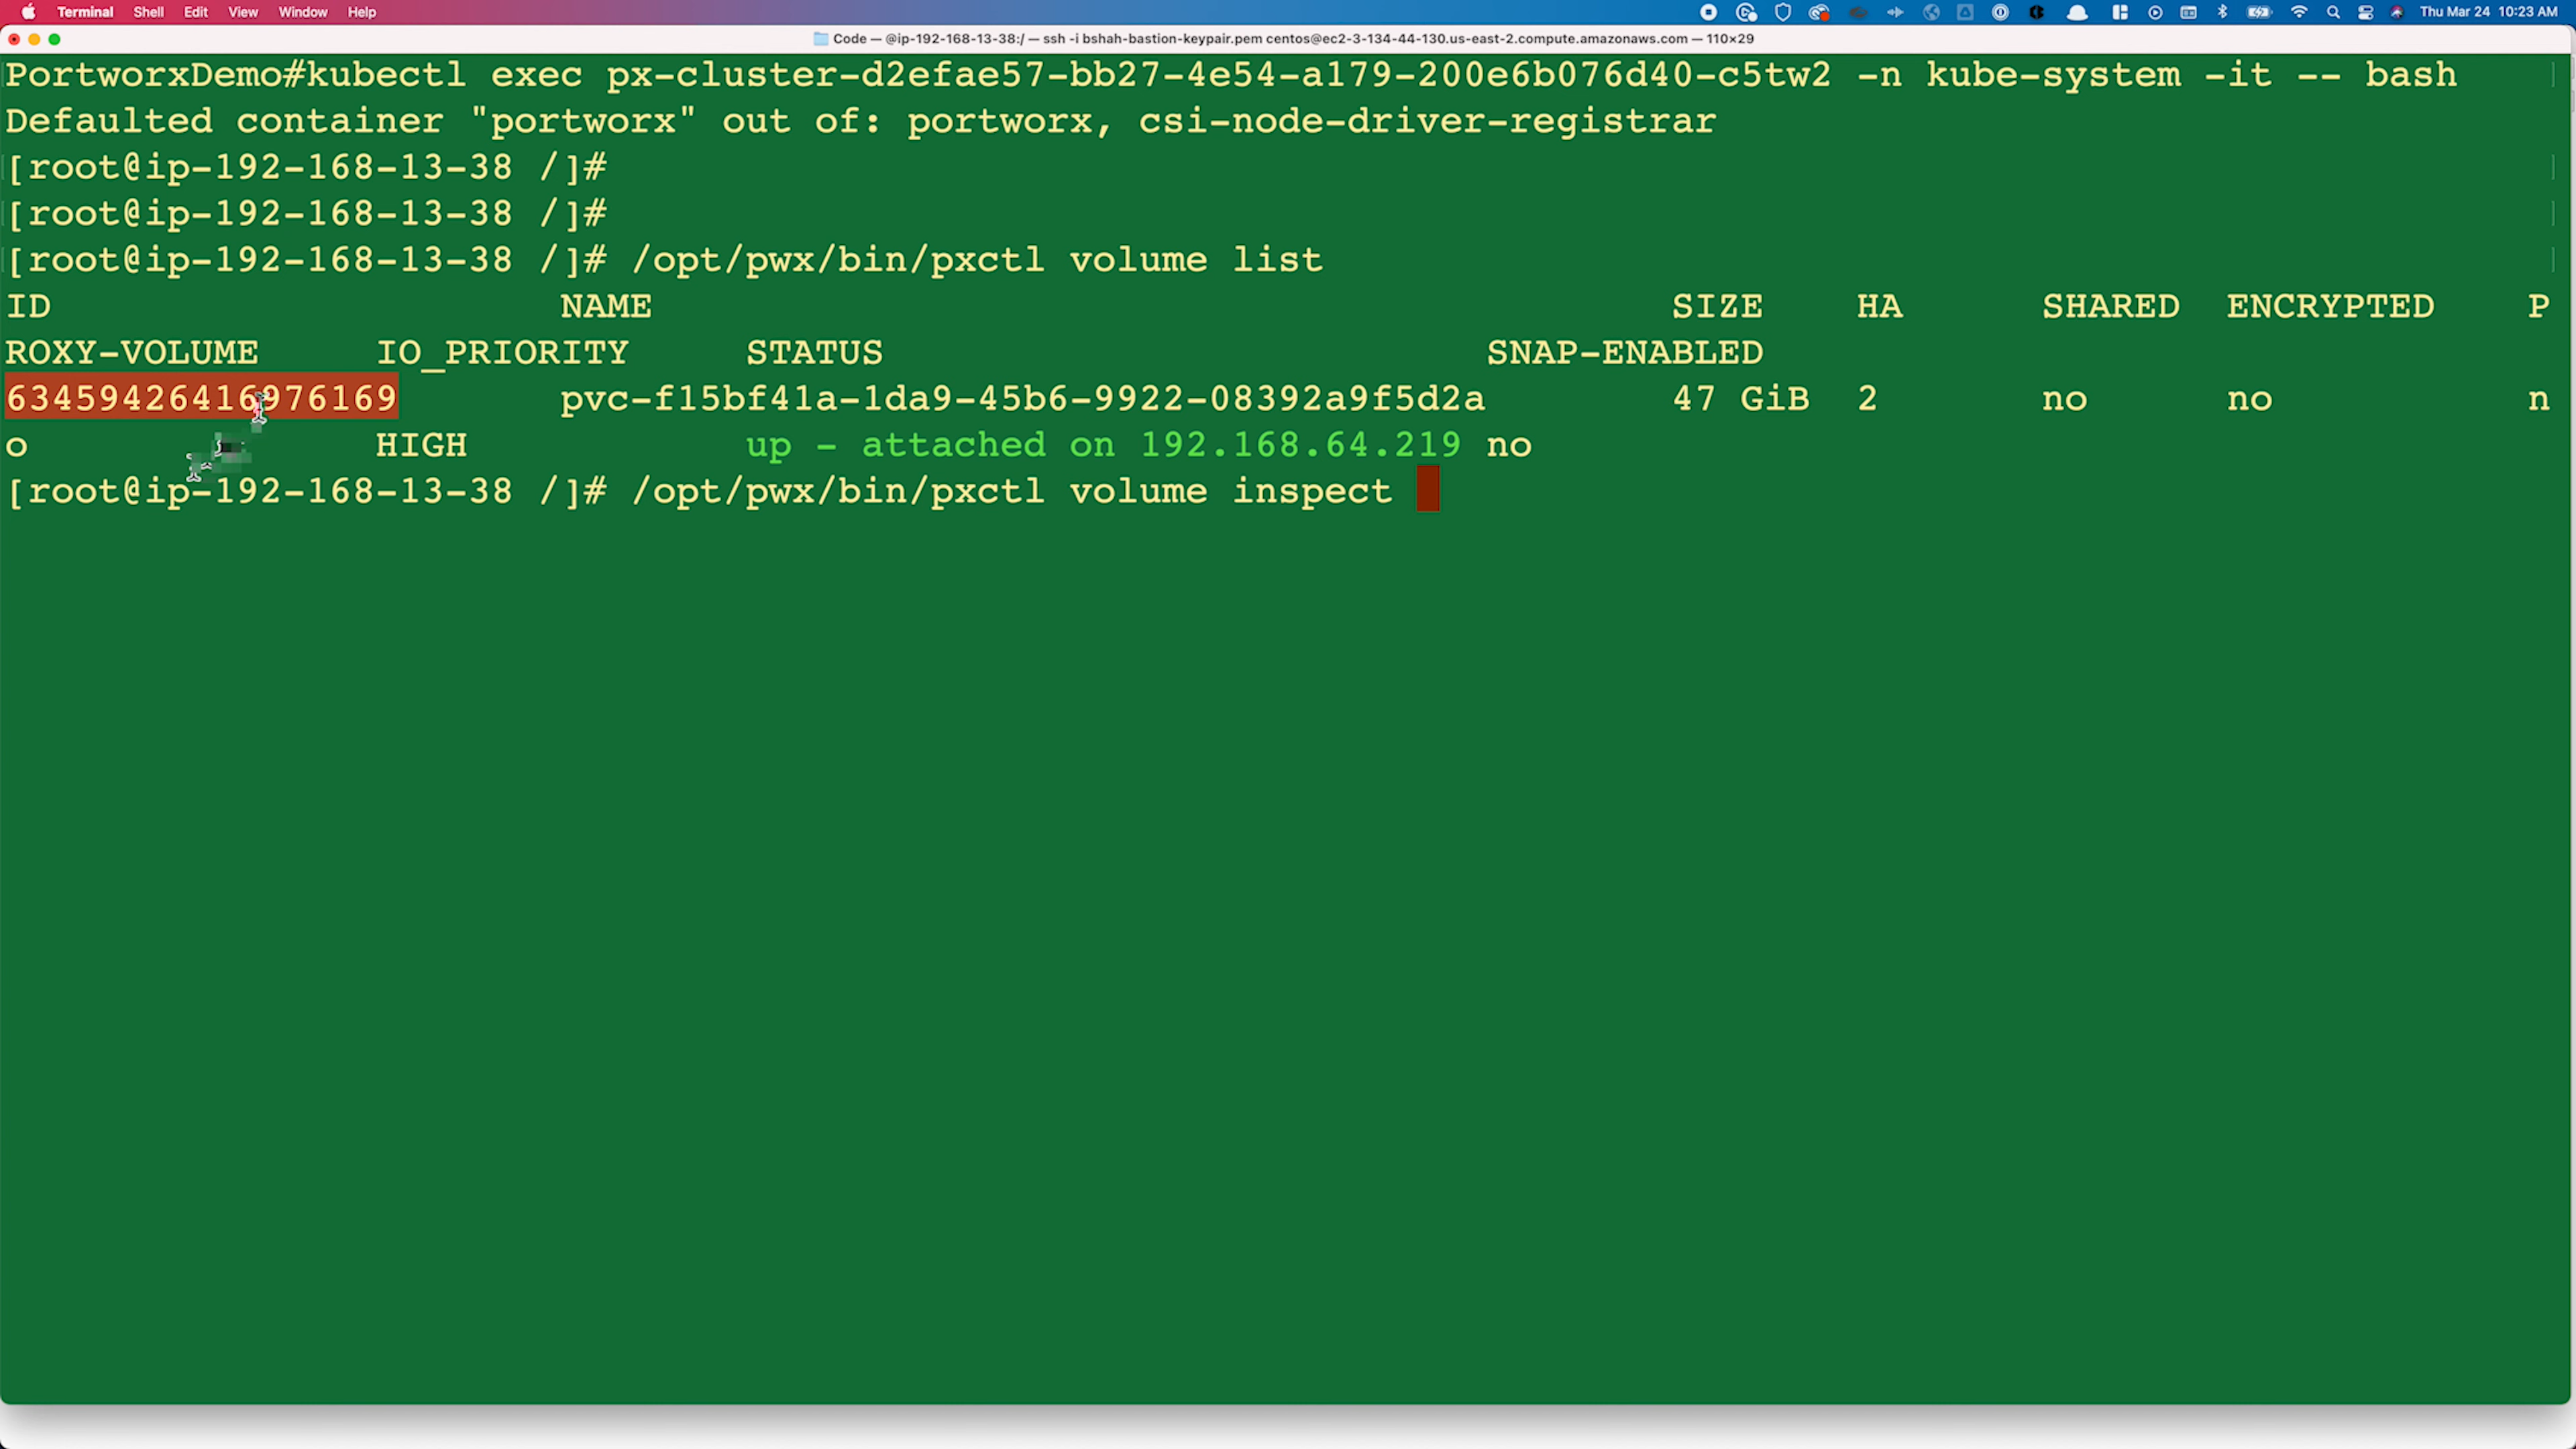 Terminal Shell Edit View Window Help Thu Mar 24 10:23 AM
Code — @ip-192-168-13-38:/ — ssh -i bshah-bastion-keypair.pem centos@ec2-3-134-44-130.us-east-2.compute.amazonaws.com — 110×29
PortworxDemo#kubectl exec px-cluster-d2efae57-bb27-4e54-a179-200e6b076d40-c5tw2 -n kube-system -it -- bash
Defaulted container "portworx" out of: portworx, csi-node-driver-registrar
[root@ip-192-168-13-38 /]#
[root@ip-192-168-13-38 /]#
[root@ip-192-168-13-38 /]# /opt/pwx/bin/pxctl volume list
ID NAME SIZE HA SHARED ENCRYPTED P
ROXY-VOLUME IO_PRIORITY STATUS SNAP-ENABLED
63459426416976169 pvc-f15bf41a-1da9-45b6-9922-08392a9f5d2a 47 GiB 2 no no n
o HIGH up - attached on 192.168.64.219 no
[root@ip-192-168-13-38 /]# /opt/pwx/bin/pxctl volume inspect